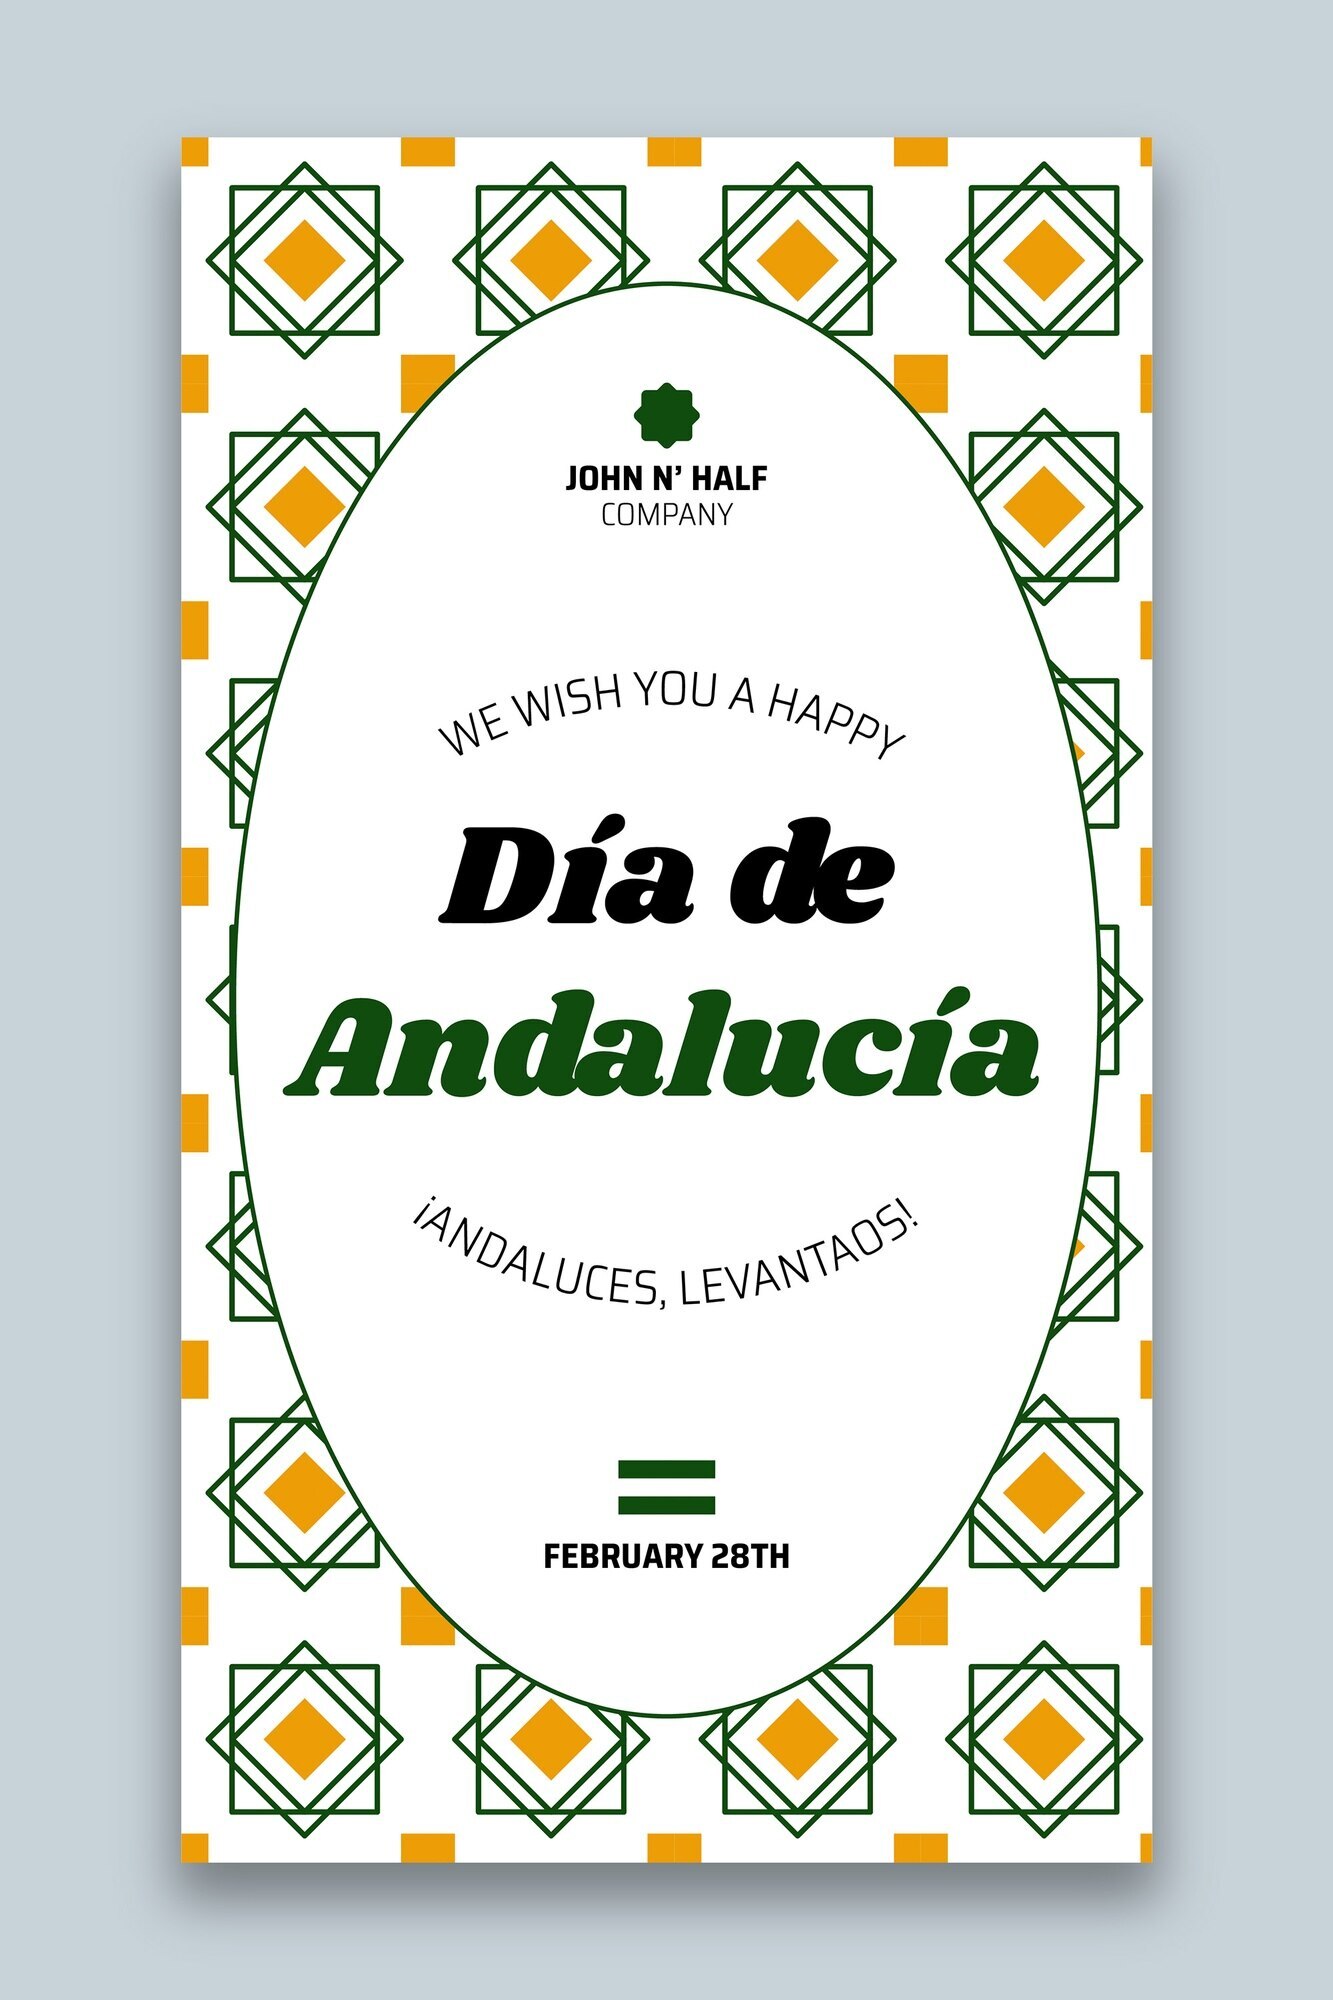 JOHN N’ HALF
COMPANY
WE WISH YOU A HAPPY
Día de
Andalucía
¡ANDALUCES, LEVANTAOS!
FEBRUARY 28TH